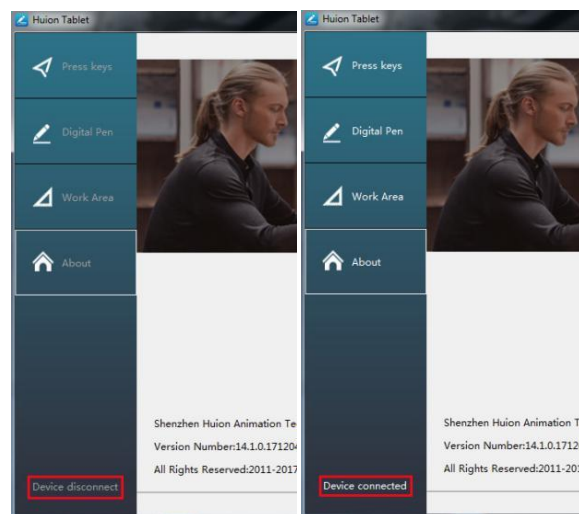 Huion Tablet
Press keys
Digital Pen
Work Area
About
Shenzhen Huion Animation Te
Version Number:14.1.0.171204
All Rights Reserved:2011-2017
Device disconnect
Huion Tablet
Press keys
Digital Pen
Work Area
About
Shenzhen Huion Animation T
Version Number:14.1.0.17120
All Rights Reserved:2011-201
Device connected